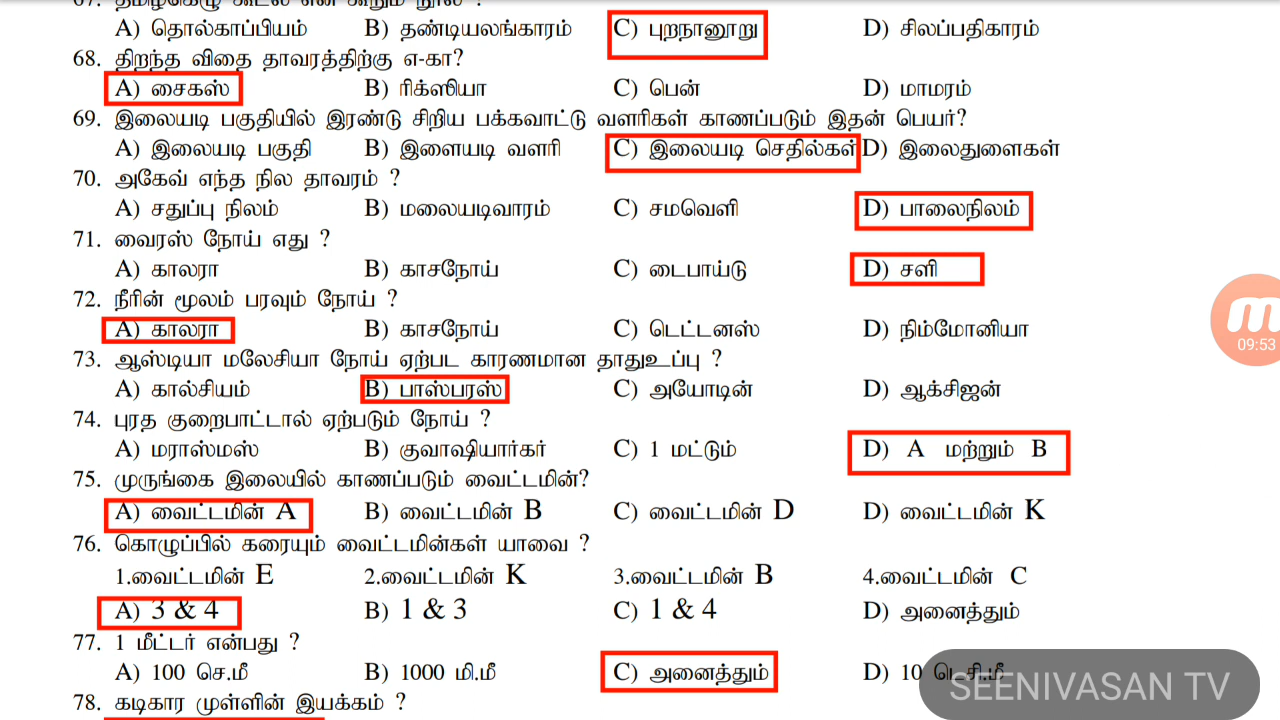 67. தமிழ்கெழு கூடல் என கூறும் நூல் ?
A) தொல்காப்பியம் B) தண்டியலங்காரம் C) புறநானூறு D) சிலப்பதிகாரம்
68. திறந்த விதை தாவரத்திற்கு எ-கா?
A) சைகஸ் B) ரிக்ஸியா C) பென் D) மாமரம்
69. இலையடி பகுதியில் இரண்டு சிறிய பக்கவாட்டு வளரிகள் காணப்படும் இதன் பெயர்?
A) இலையடி பகுதி B) இளையடி வளரி C) இலையடி செதில்கள் D) இலைதுளைகள்
70. அகேவ் எந்த நில தாவரம் ?
A) சதுப்பு நிலம் B) மலையடிவாரம் C) சமவெளி D) பாலைநிலம்
71. வைரஸ் நோய் எது ?
A) காலரா B) காசநோய் C) டைபாய்டு D) சளி
72. நீரின் மூலம் பரவும் நோய் ?
A) காலரா B) காசநோய் C) டெட்டனஸ் D) நிம்மோனியா
73. ஆஸ்டியா மலேசியா நோய் ஏற்பட காரணமான தாதுஉப்பு ?
A) கால்சியம் B) பாஸ்பரஸ் C) அயோடின் D) ஆக்சிஜன்
74. புரத குறைபாட்டால் ஏற்படும் நோய் ?
A) மராஸ்மஸ் B) குவாஷியார்கர் C) 1 மட்டும் D) A மற்றும் B
75. முருங்கை இலையில் காணப்படும் வைட்டமின்?
A) வைட்டமின் A B) வைட்டமின் B C) வைட்டமின் D D) வைட்டமின் K
76. கொழுப்பில் கரையும் வைட்டமின்கள் யாவை ?
1.வைட்டமின் E 2.வைட்டமின் K 3.வைட்டமின் B 4.வைட்டமின் C
A) 3 & 4 B) 1 & 3 C) 1 & 4 D) அனைத்தும்
77. 1 மீட்டர் என்பது ?
A) 100 செ.மீ B) 1000 மி.மீ C) அனைத்தும் D) 10 டெசி.மீ
78. கடிகார முள்ளின் இயக்கம் ?
09:53
SEENIVASAN TV